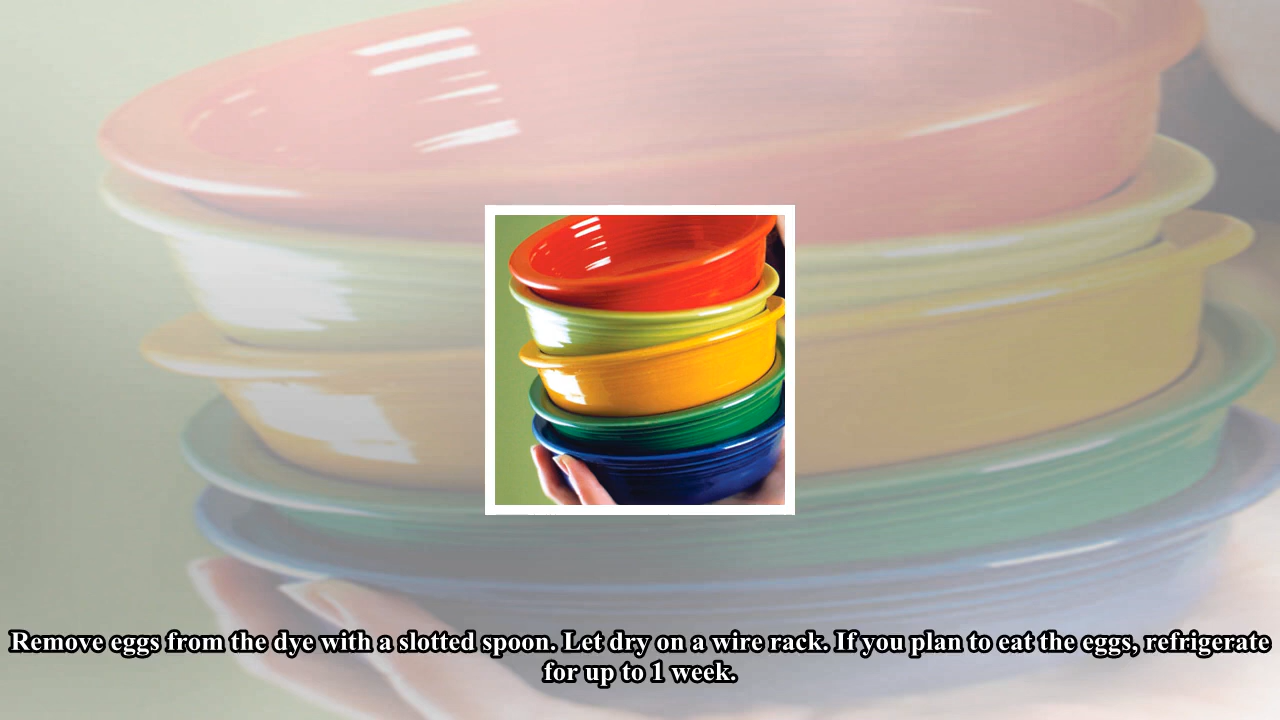 Remove eggs from the dye with a slotted spoon. Let dry on a wire rack. If you plan to eat the eggs, refrigerate
for up to 1 week.